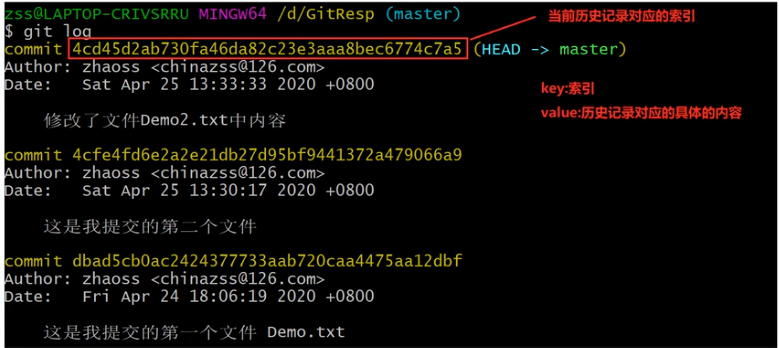 zss@LAPTOP-CRIVSRRU MINGW64 /d/GitResp (master)
当前历史记录对应的索引
$ git log
commit 4cd45d2ab730fa46da82c23e3aaa8bec6774c7a5 (HEAD -> master)
Author: zhaoss <chinazss@126.com>
Date:   Sat Apr 25 13:33:33 2020 +0800
key:索引
value:历史记录对应的具体的内容
修改了文件Demo2.txt中内容
commit 4cfe4fd6e2a2e21db27d95bf9441372a479066a9
Author: zhaoss <chinazss@126.com>
Date:   Sat Apr 25 13:30:17 2020 +0800
这是我提交的第二个文件
commit dbad5cb0ac2424377733aab720caa4475aa12dbf
Author: zhaoss <chinazss@126.com>
Date:   Fri Apr 24 18:06:19 2020 +0800
这是我提交的第一个文件 Demo.txt